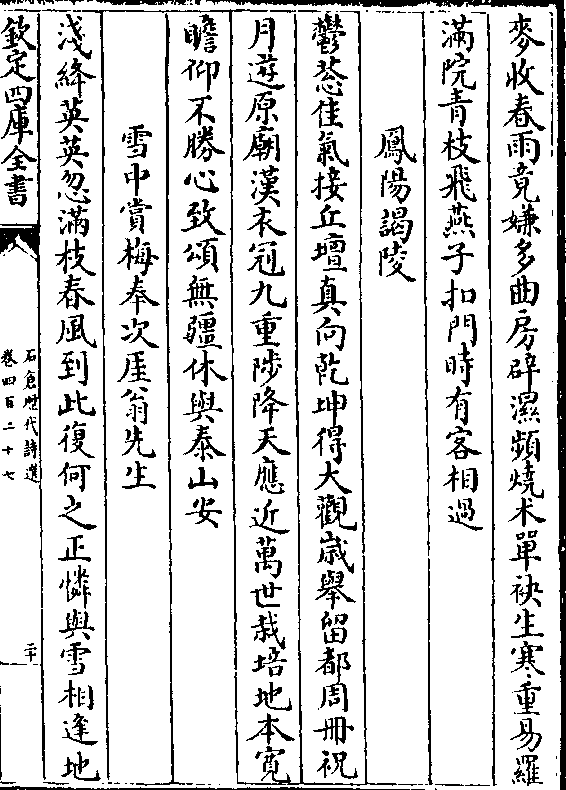 麥收春雨竟嫌多曲房辟濕頻燒术單袂生寒重易羅
滿院青枝飛燕子扣門時有客相過
鳳陽謁陵
鬱葱佳氣接丘壇真向乾坤得大觀歳舉留都周冊祝
月遊原廟漢衣冠九重陟降天應近萬世栽培地本寛
瞻仰不勝心致頌無疆休與泰山安
雪中賞梅奉次厓翁先生
淺絳英英忽滿枝春風到此復何之正憐與雪相逢地
欽定四庫全書
石倉歴代詩選
卷四百二十七
二十